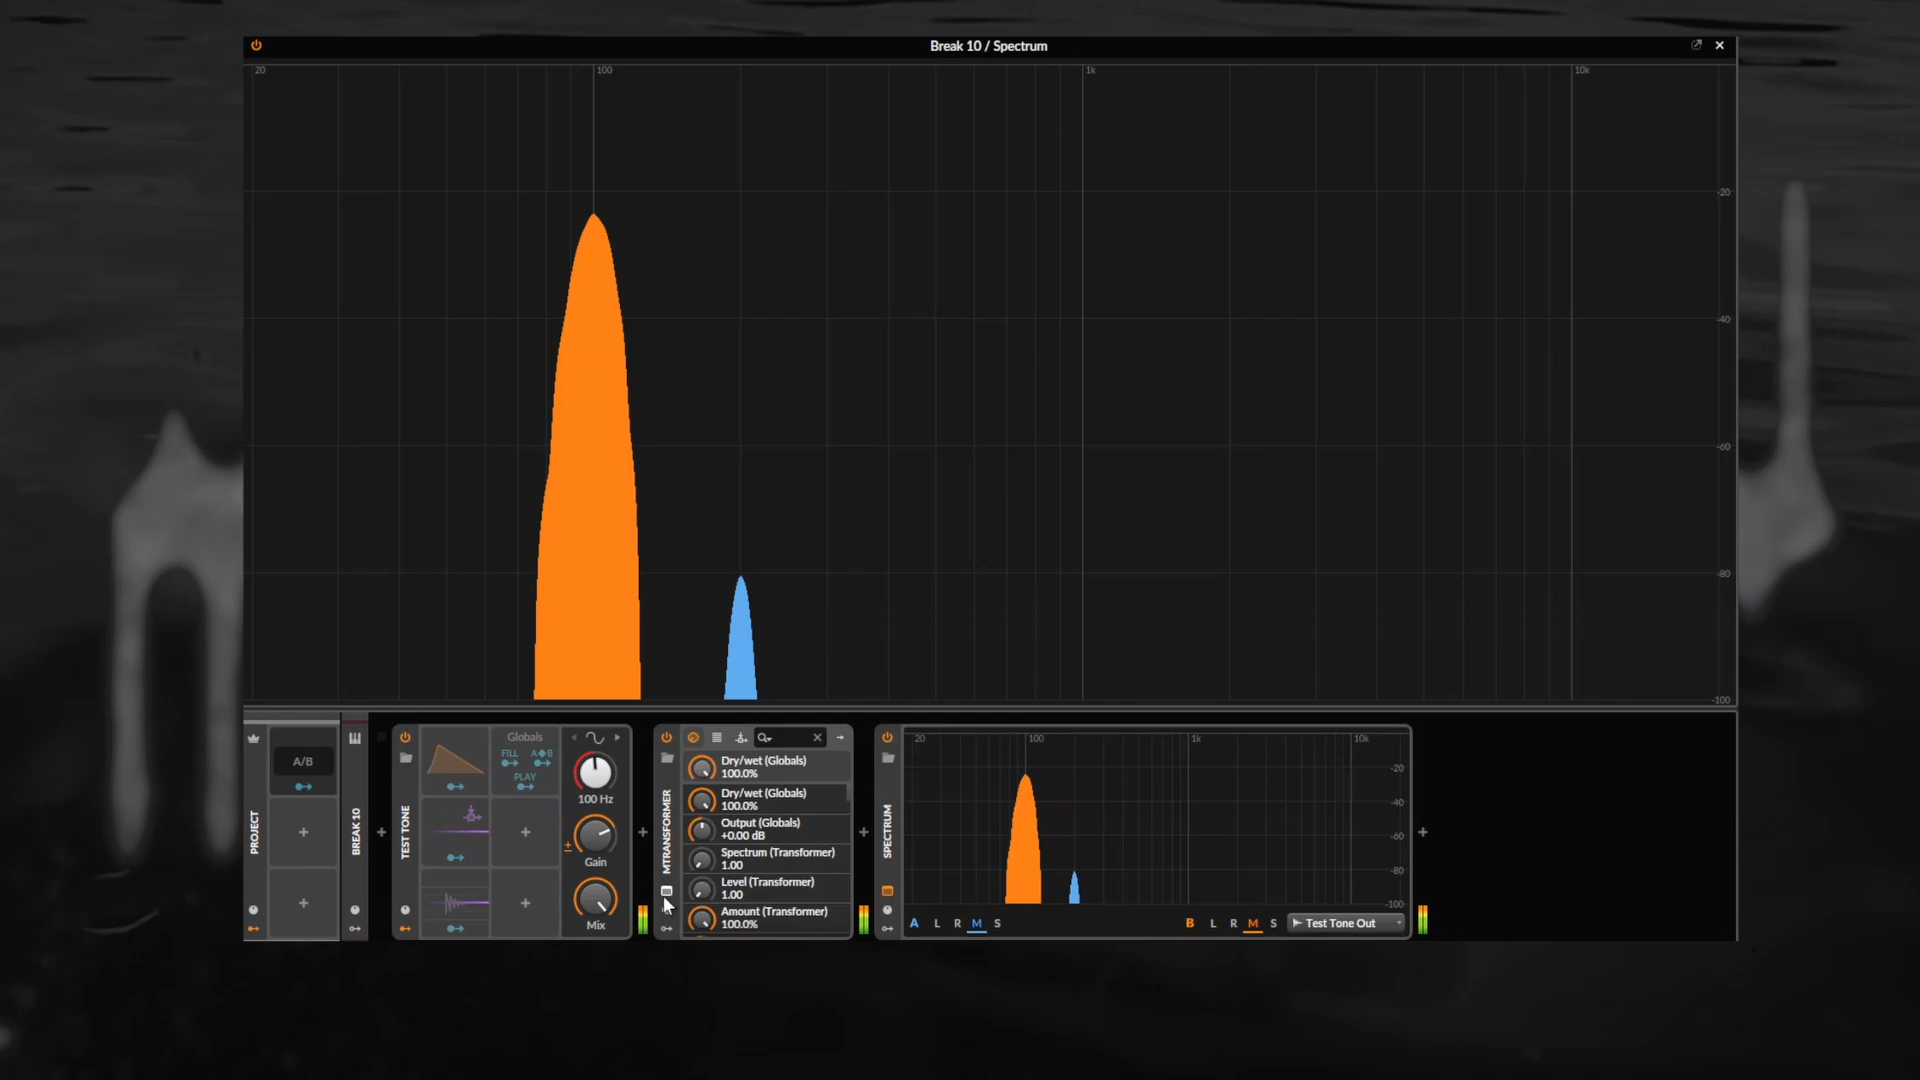 Break 10 / Spectrum
20 100 1k 10k
-20
-40
-60
-80
-100
PROJECT
A/B
BREAK 10
TEST TONE
Globals
FILL A◆B
PLAY
100 Hz
Gain
Mix
MTRANSFORMER
Dry/wet (Globals)
100.0%
Dry/wet (Globals)
100.0%
Output (Globals)
+0.00 dB
Spectrum (Transformer)
1.00
Level (Transformer)
1.00
Amount (Transformer)
100.0%
SPECTRUM
20 100 1k 10k
-20
-40
-60
-80
-100
A L R M S B L R M S Test Tone Out